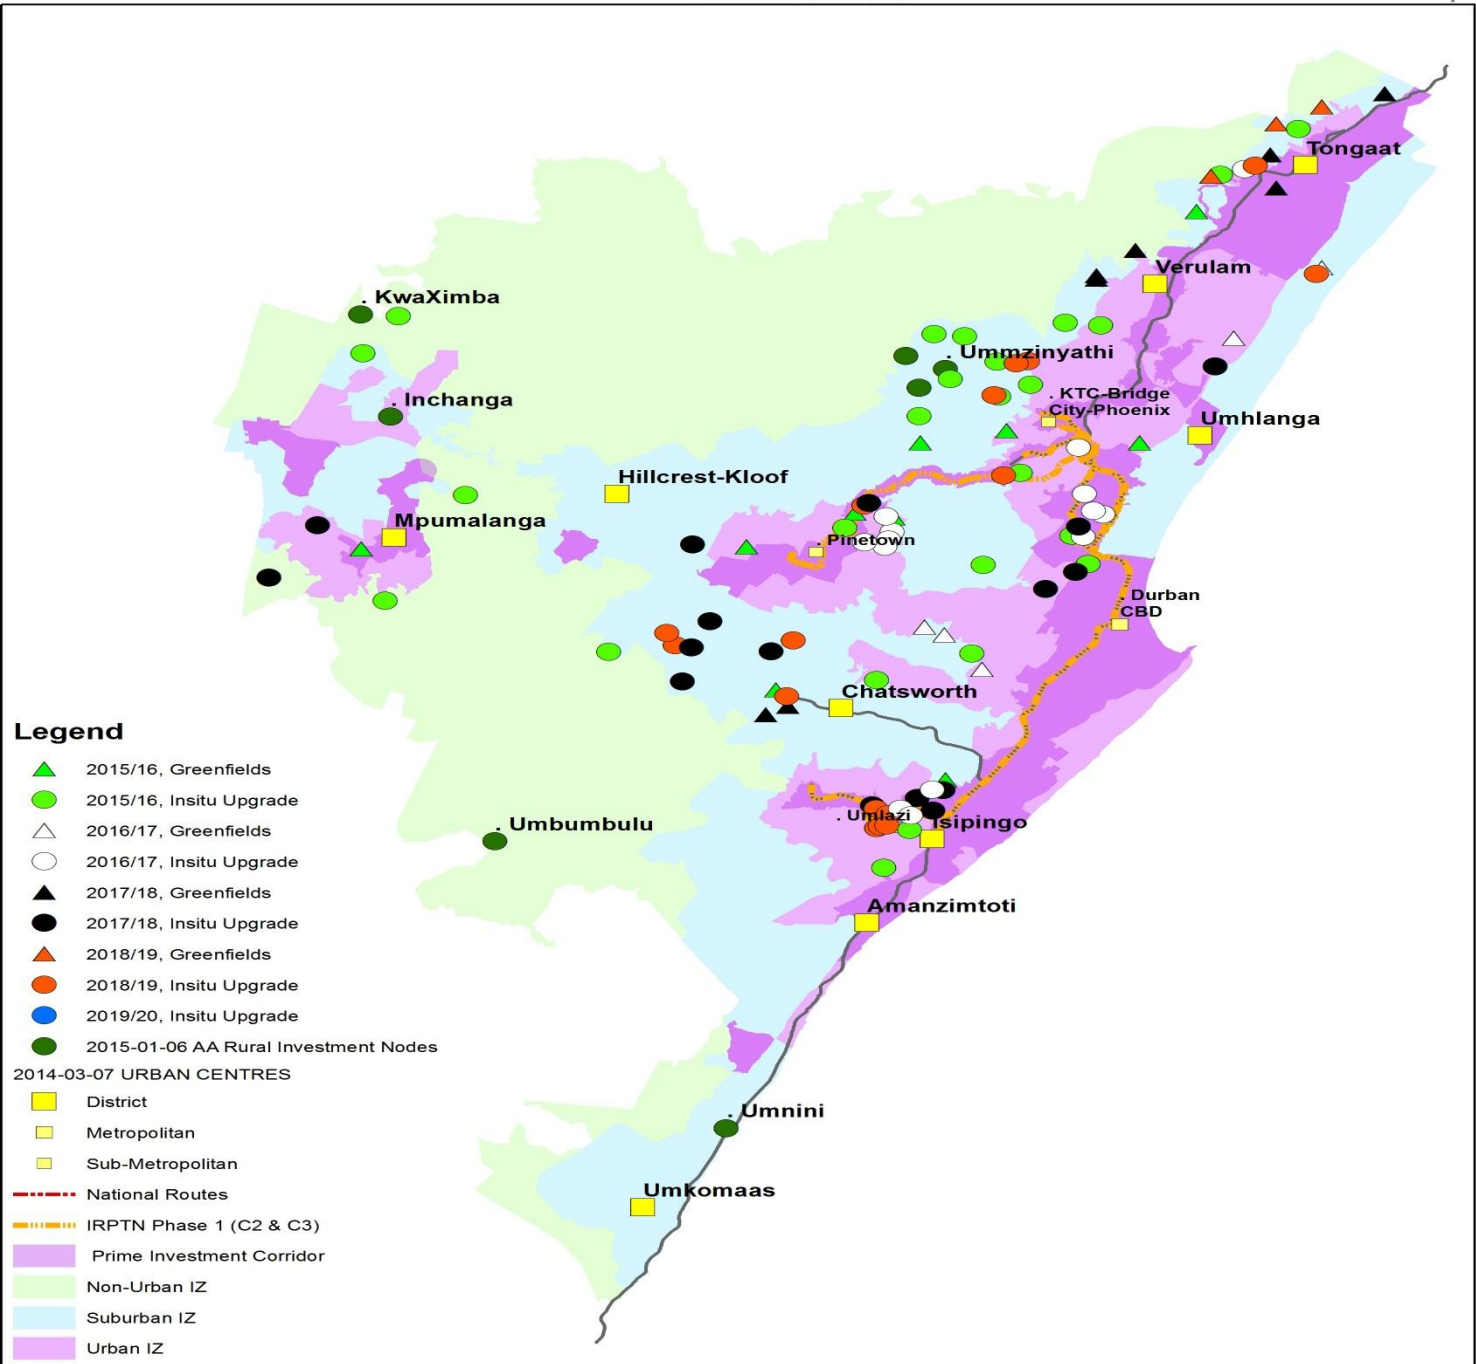 Tongaat
Verulam
. KwaXimba
. Ummzinyathi
. KTC-Bridge
City-Phoenix
. Inchanga
Umhlanga
Hillcrest-Kloof
Mpumalanga
. Pinetown
. Durban
CBD
Chatsworth
. Umlazi
Isipingo
. Umbumbulu
Amanzimtoti
. Umnini
Umkomaas
Legend
2015/16, Greenfields
2015/16, Insitu Upgrade
2016/17, Greenfields
2016/17, Insitu Upgrade
2017/18, Greenfields
2017/18, Insitu Upgrade
2018/19, Greenfields
2018/19, Insitu Upgrade
2019/20, Insitu Upgrade
2015-01-06 AA Rural Investment Nodes
2014-03-07 URBAN CENTRES
District
Metropolitan
Sub-Metropolitan
National Routes
IRPTN Phase 1 (C2 & C3)
Prime Investment Corridor
Non-Urban IZ
Suburban IZ
Urban IZ